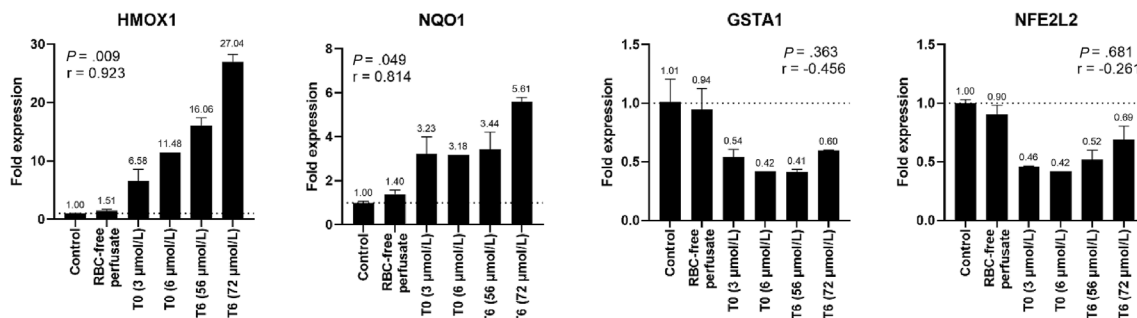 HMOX1
30
20
10
0
Fold expression
P = .009
r = 0.923
1.00
1.51
6.58
11.48
16.06
27.04
Control
RBC-free
perfusate
T0 (3 µmol/L)
T0 (6 µmol/L)
T6 (56 µmol/L)
T6 (72 µmol/L)
NQO1
8
6
4
2
0
Fold expression
P = .049
r = 0.814
1.00
1.40
3.23
3.18
3.44
5.61
Control
RBC-free
perfusate
T0 (3 µmol/L)
T0 (6 µmol/L)
T6 (56 µmol/L)
T6 (72 µmol/L)
GSTA1
1.5
1.0
0.5
0.0
Fold expression
P = .363
r = -0.456
1.01
0.94
0.54
0.42
0.41
0.60
Control
RBC-free
perfusate
T0 (3 µmol/L)
T0 (6 µmol/L)
T6 (56 µmol/L)
T6 (72 µmol/L)
NFE2L2
1.5
1.0
0.5
0.0
Fold expression
P = .681
r = -0.261
1.00
0.90
0.46
0.42
0.52
0.69
Control
RBC-free
perfusate
T0 (3 µmol/L)
T0 (6 µmol/L)
T6 (56 µmol/L)
T6 (72 µmol/L)